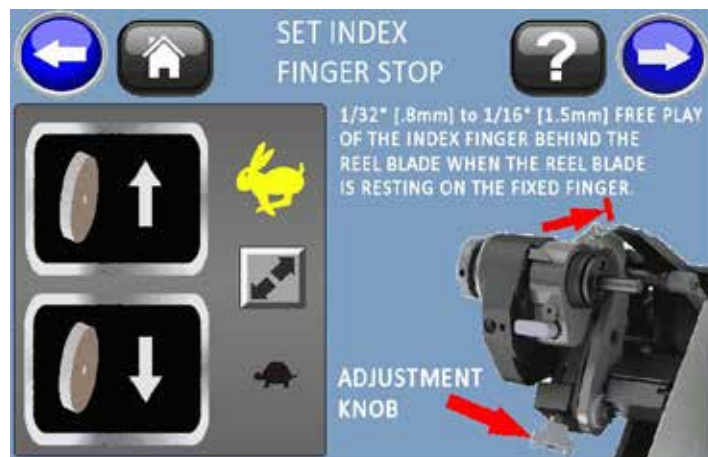 SET INDEX
FINGER STOP
?
1/32" [.8mm] to 1/16" [1.5mm] FREE PLAY
OF THE INDEX FINGER BEHIND THE
REEL BLADE WHEN THE REEL BLADE
IS RESTING ON THE FIXED FINGER.
ADJUSTMENT
KNOB